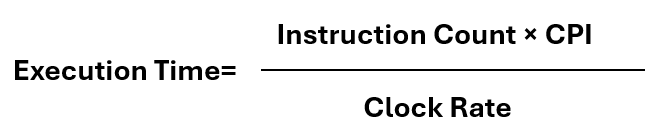 Instruction Count × CPI
Execution Time=
Clock Rate